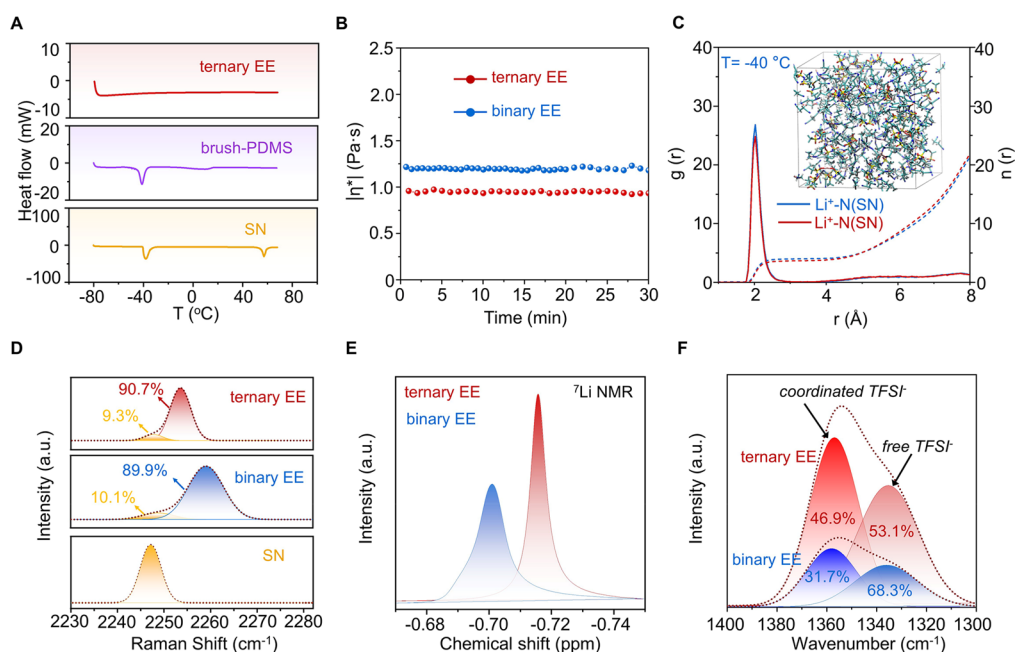 A
10
0
-10
ternary EE
20
0
-20
brush-PDMS
100
0
-100
SN
Heat flow (mW)
-80
-40
0
40
80
T (°C)
B
2.5
2.0
1.5
1.0
0.5
0
|η*| (Pa·s)
ternary EE
binary EE
0
5
10
15
20
25
30
Time (min)
C
40
30
20
10
0
g (r)
T= -40 °C
Li⁺-N(SN)
Li⁺-N(SN)
40
30
20
10
0
n (r)
2
4
6
8
r (Å)
D
90.7%
9.3%
ternary EE
89.9%
10.1%
binary EE
SN
Intensity (a.u.)
2230
2240
2250
2260
2270
2280
Raman Shift (cm⁻¹)
E
ternary EE
binary EE
⁷Li NMR
Intensity (a.u.)
-0.68
-0.70
-0.72
-0.74
Chemical shift (ppm)
F
coordinated TFSI⁻
free TFSI⁻
ternary EE
46.9%
53.1%
binary EE
31.7%
68.3%
Intensity (a.u.)
1400
1380
1360
1340
1320
1300
Wavenumber (cm⁻¹)